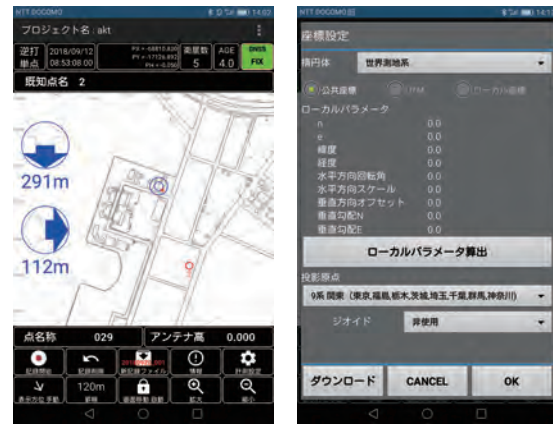 NTT DOCOMO
プロジェクト名：akt
逆打
単点
2018/09/12
08:53:08.00
衛星数
5
AGE
4.0
GNSS
FIX
既知点名 2
291m
112m
点名称 029 アンテナ高 0.000
記録開始 記録削除 新記録ファイル 情報 計測設定
表示方位 手動 120m 画面移動 自動 拡大 縮小
NTT DOCOMO
座標設定
楕円体 世界測地系
公共座標 UTM ローカル座標
ローカルパラメータ
n 0.0
e 0.0
緯度 0.0
経度 0.0
水平方向回転角 0.0
水平方向スケール 0.0
垂直方向オフセット 0.0
垂直勾配N 0.0
垂直勾配E 0.0
ローカルパラメータ算出
投影原点
9系 関東（東京,福島,栃木,茨城,埼玉,千葉,群馬,神奈川）
ジオイド 非使用
ダウンロード CANCEL OK